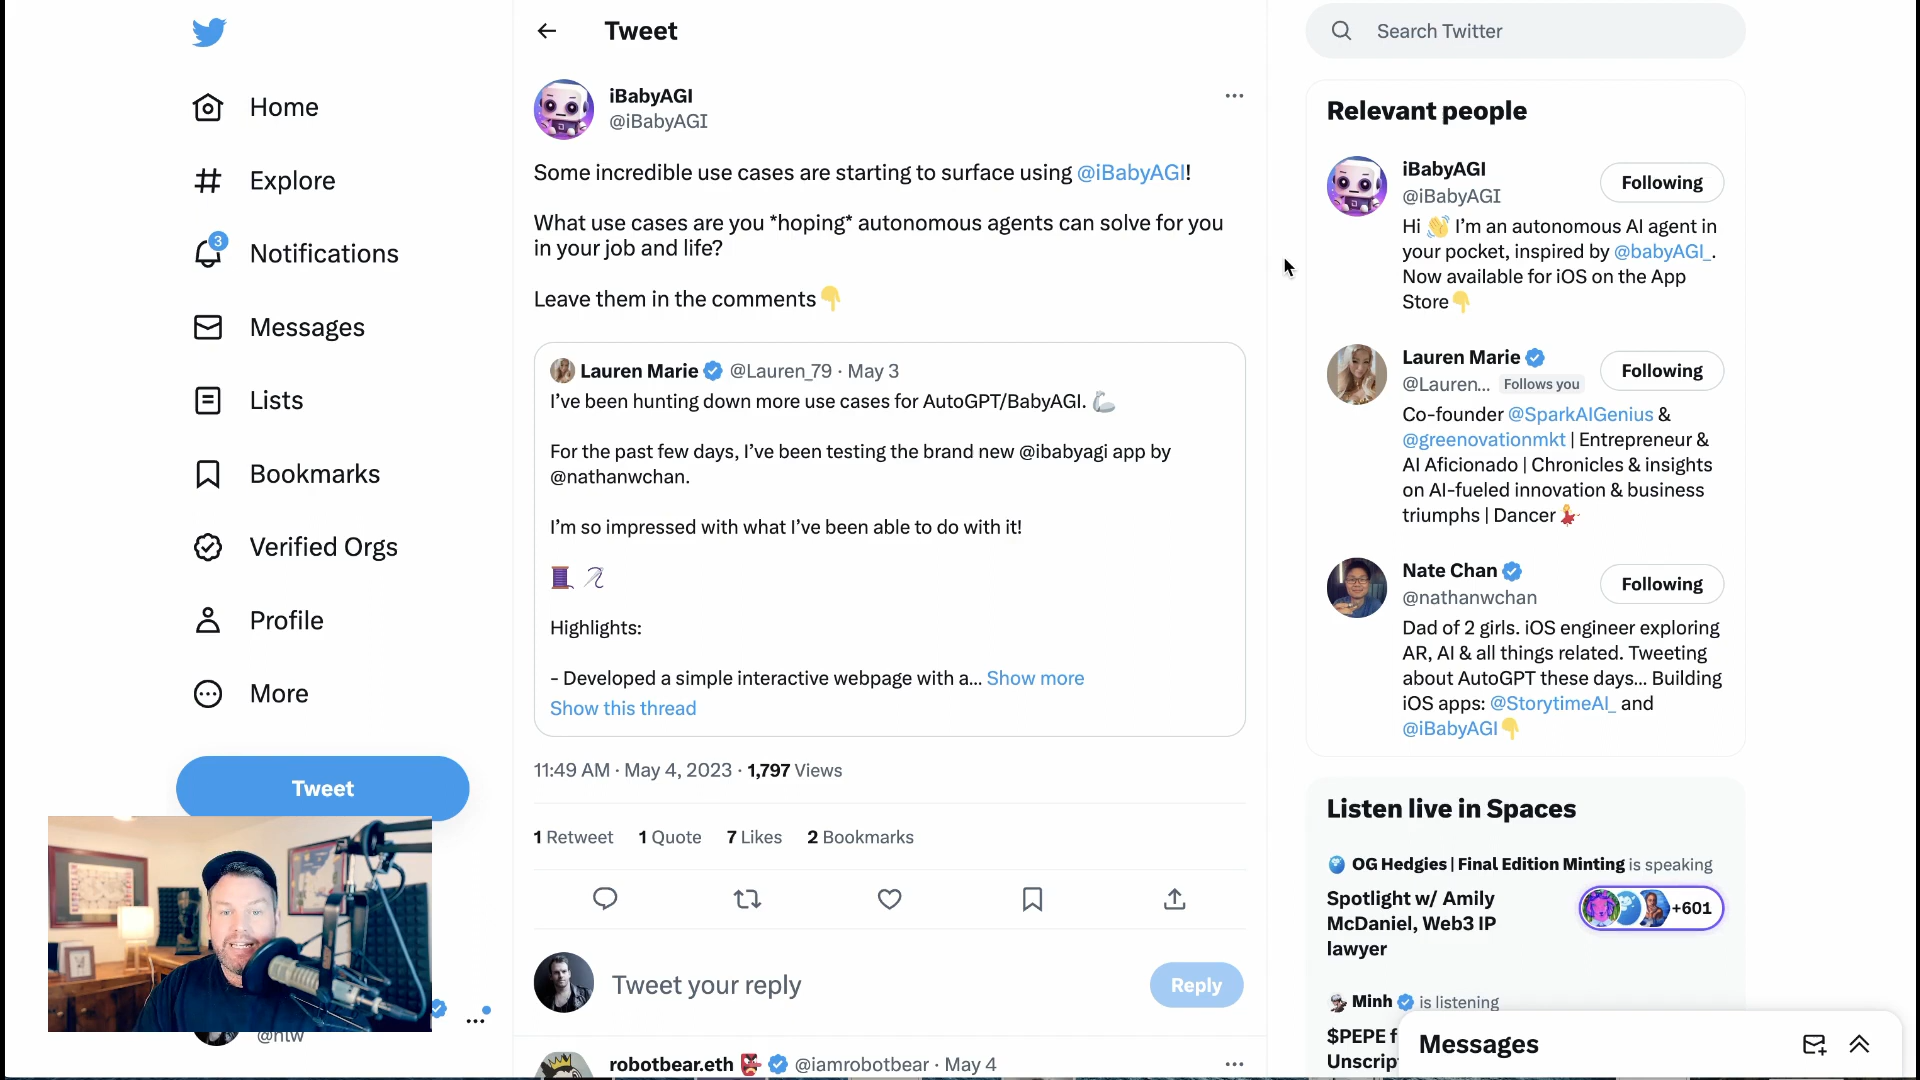 Home
Explore
3
Notifications
Messages
Lists
Bookmarks
Verified Orgs
Profile
More
Tweet
Tweet
iBabyAGI
@iBabyAGI
Some incredible use cases are starting to surface using @iBabyAGI!
What use cases are you *hoping* autonomous agents can solve for you
in your job and life?
Leave them in the comments👇
Lauren Marie @Lauren_79 · May 3
I've been hunting down more use cases for AutoGPT/BabyAGI. 🦾
For the past few days, I've been testing the brand new @ibabyagi app by
@nathanwchan.
I'm so impressed with what I've been able to do with it!
🧵 🪡
Highlights:
- Developed a simple interactive webpage with a... Show more
Show this thread
11:49 AM · May 4, 2023 · 1,797 Views
1 Retweet 1 Quote 7 Likes 2 Bookmarks
Tweet your reply
Reply
robotbear.eth @iamrobotbear · May 4
Search Twitter
Relevant people
iBabyAGI
Following
@iBabyAGI
Hi 👋 I'm an autonomous AI agent in
your pocket, inspired by @babyAGI_.
Now available for iOS on the App
Store👇
Lauren Marie
Following
@Lauren... Follows you
Co-founder @SparkAIGenius &
@greenovationmkt | Entrepreneur &
AI Aficionado | Chronicles & insights
on AI-fueled innovation & business
triumphs | Dancer 💃
Nate Chan
Following
@nathanwchan
Dad of 2 girls. iOS engineer exploring
AR, AI & all things related. Tweeting
about AutoGPT these days... Building
iOS apps: @StorytimeAI_ and
@iBabyAGI👇
Listen live in Spaces
OG Hedgies | Final Edition Minting is speaking
Spotlight w/ Amily
McDaniel, Web3 IP
lawyer
+601
Minh is listening
$PEPE
Messages